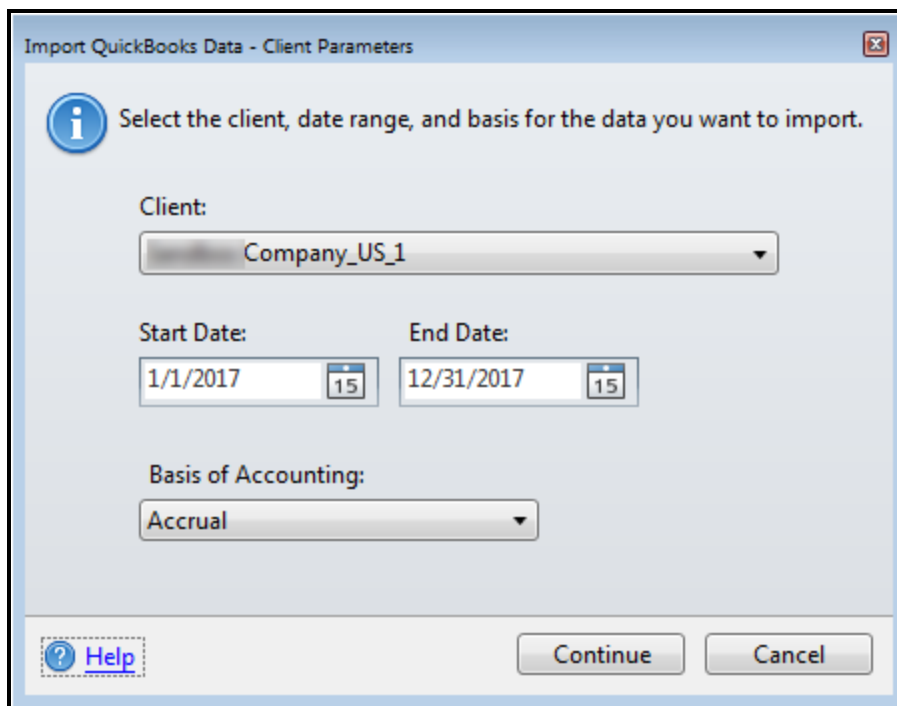 Import QuickBooks Data - Client Parameters
Select the client, date range, and basis for the data you want to import.
Client:
Company_US_1
Start Date: End Date:
1/1/2017 15 12/31/2017 15
Basis of Accounting:
Accrual
Help Continue Cancel